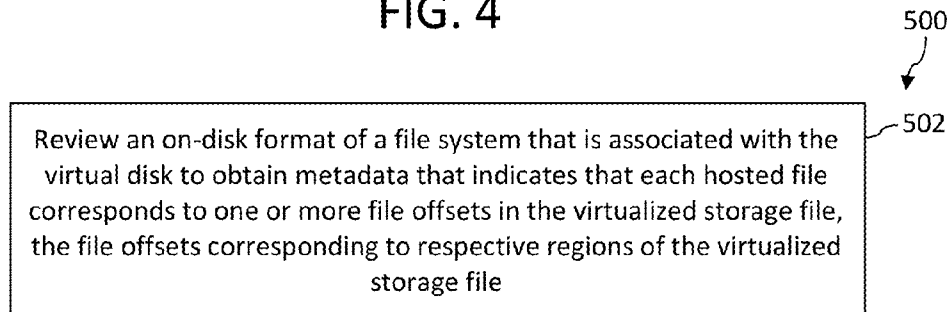 FIG. 4
500
502
Review an on-disk format of a file system that is associated with the
virtual disk to obtain metadata that indicates that each hosted file
corresponds to one or more file offsets in the virtualized storage file,
the file offsets corresponding to respective regions of the virtualized
storage file